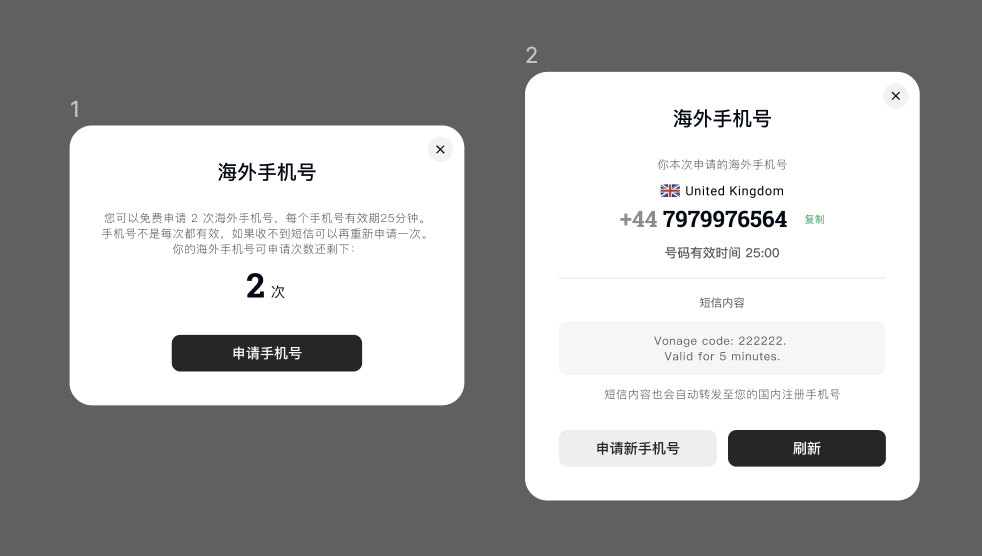 1
海外手机号
您可以免费申请 2 次海外手机号，每个手机号有效期25分钟。
手机号不是每次都有效，如果收不到短信可以再重新申请一次。
你的海外手机号可申请次数还剩下：
2 次
申请手机号
2
海外手机号
你本次申请的海外手机号
United Kingdom
+44 7979976564 复制
号码有效时间 25:00
短信内容
Vonage code: 222222.
Valid for 5 minutes.
短信内容也会自动转发至您的国内注册手机号
申请新手机号 刷新